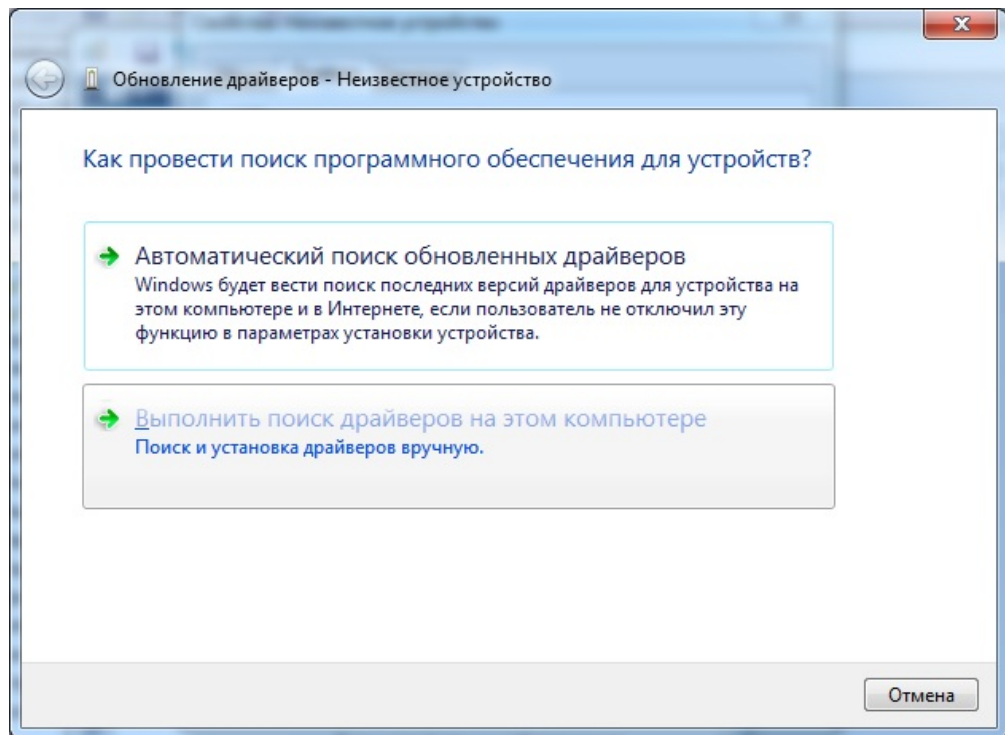 Обновление драйверов - Неизвестное устройство
Как провести поиск программного обеспечения для устройств?
Автоматический поиск обновленных драйверов
Windows будет вести поиск последних версий драйверов для устройства на
этом компьютере и в Интернете, если пользователь не отключил эту
функцию в параметрах установки устройства.
Выполнить поиск драйверов на этом компьютере
Поиск и установка драйверов вручную.
Отмена